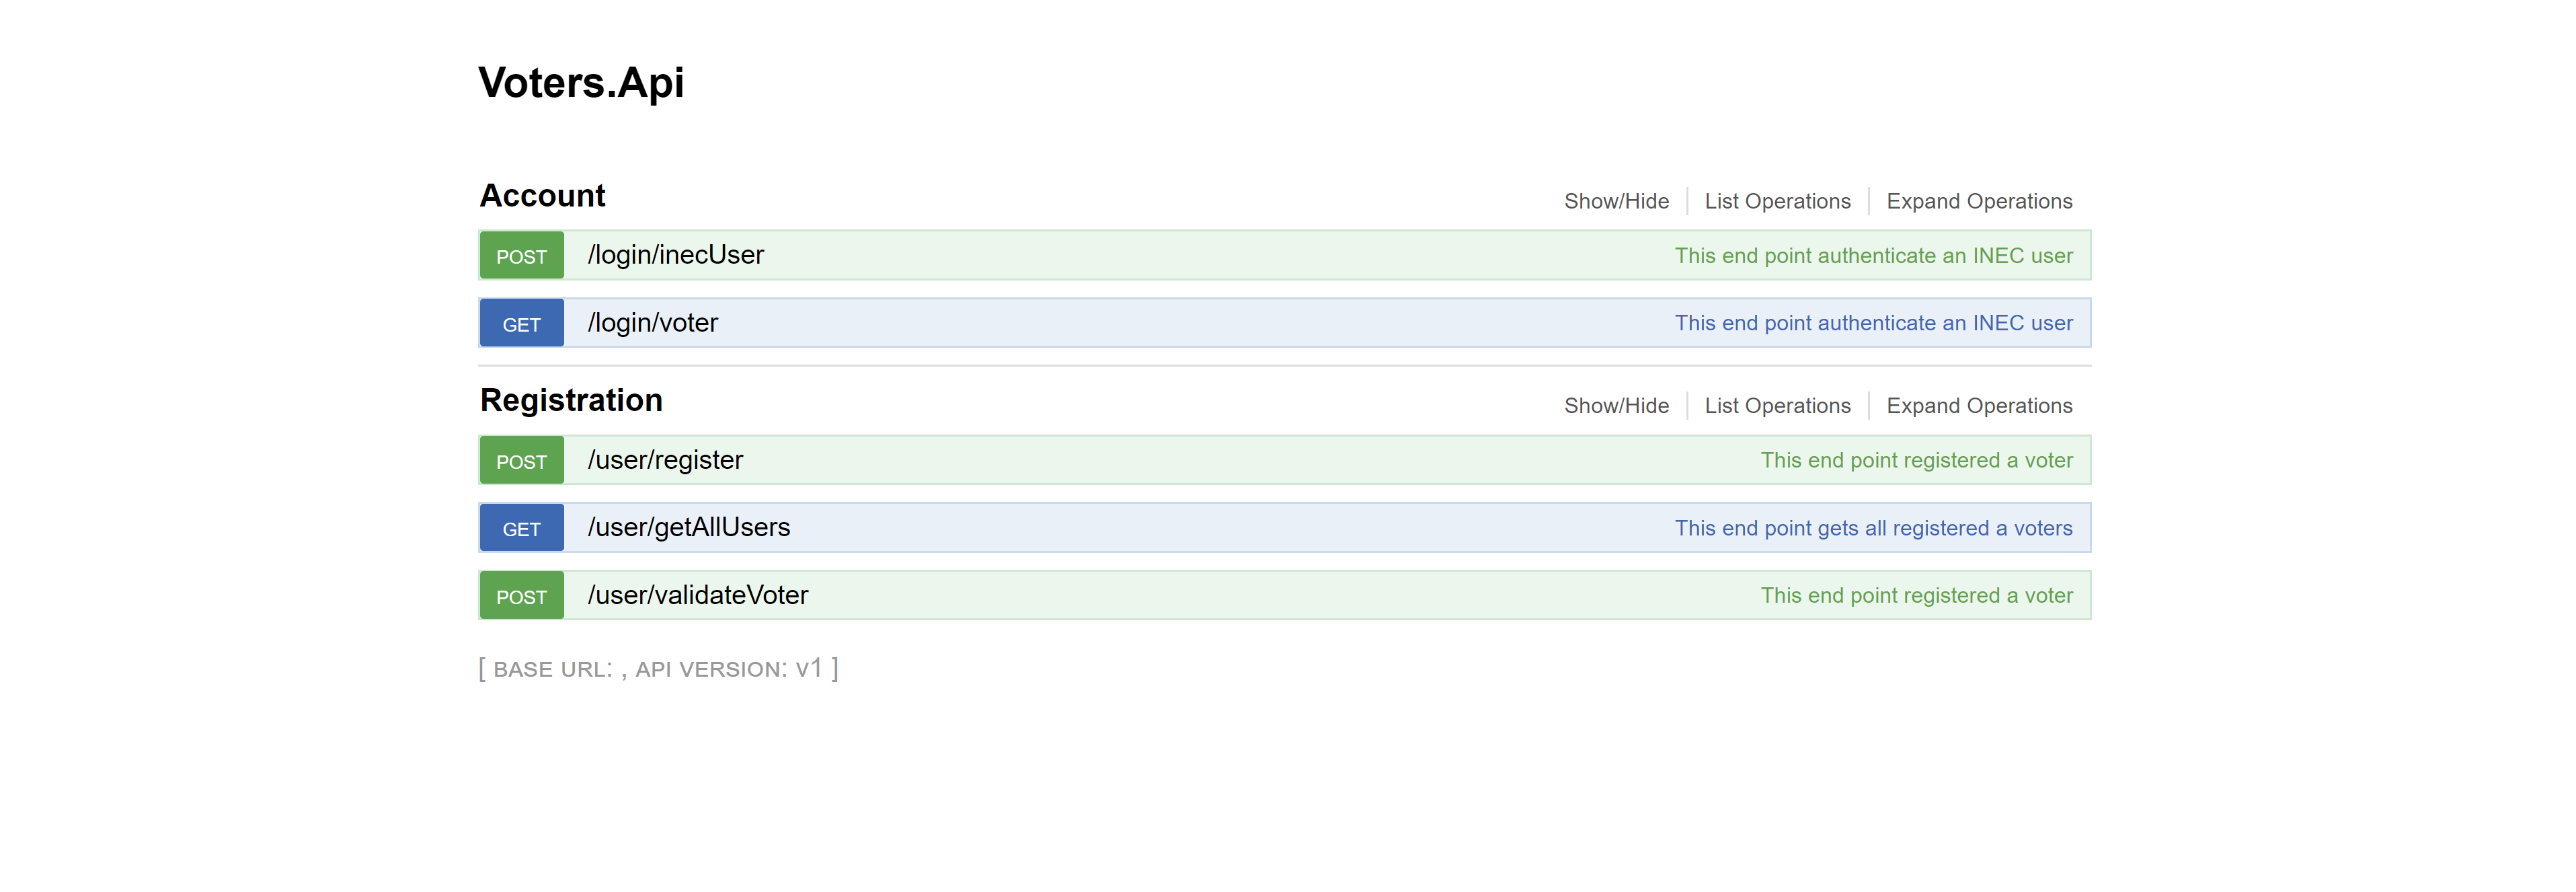 Voters.Api
Account
Show/Hide List Operations Expand Operations
POST /login/inecUser This end point authenticate an INEC user
GET /login/voter This end point authenticate an INEC user
Registration
Show/Hide List Operations Expand Operations
POST /user/register This end point registered a voter
GET /user/getAllUsers This end point gets all registered a voters
POST /user/validateVoter This end point registered a voter
[ BASE URL: , API VERSION: V1 ]